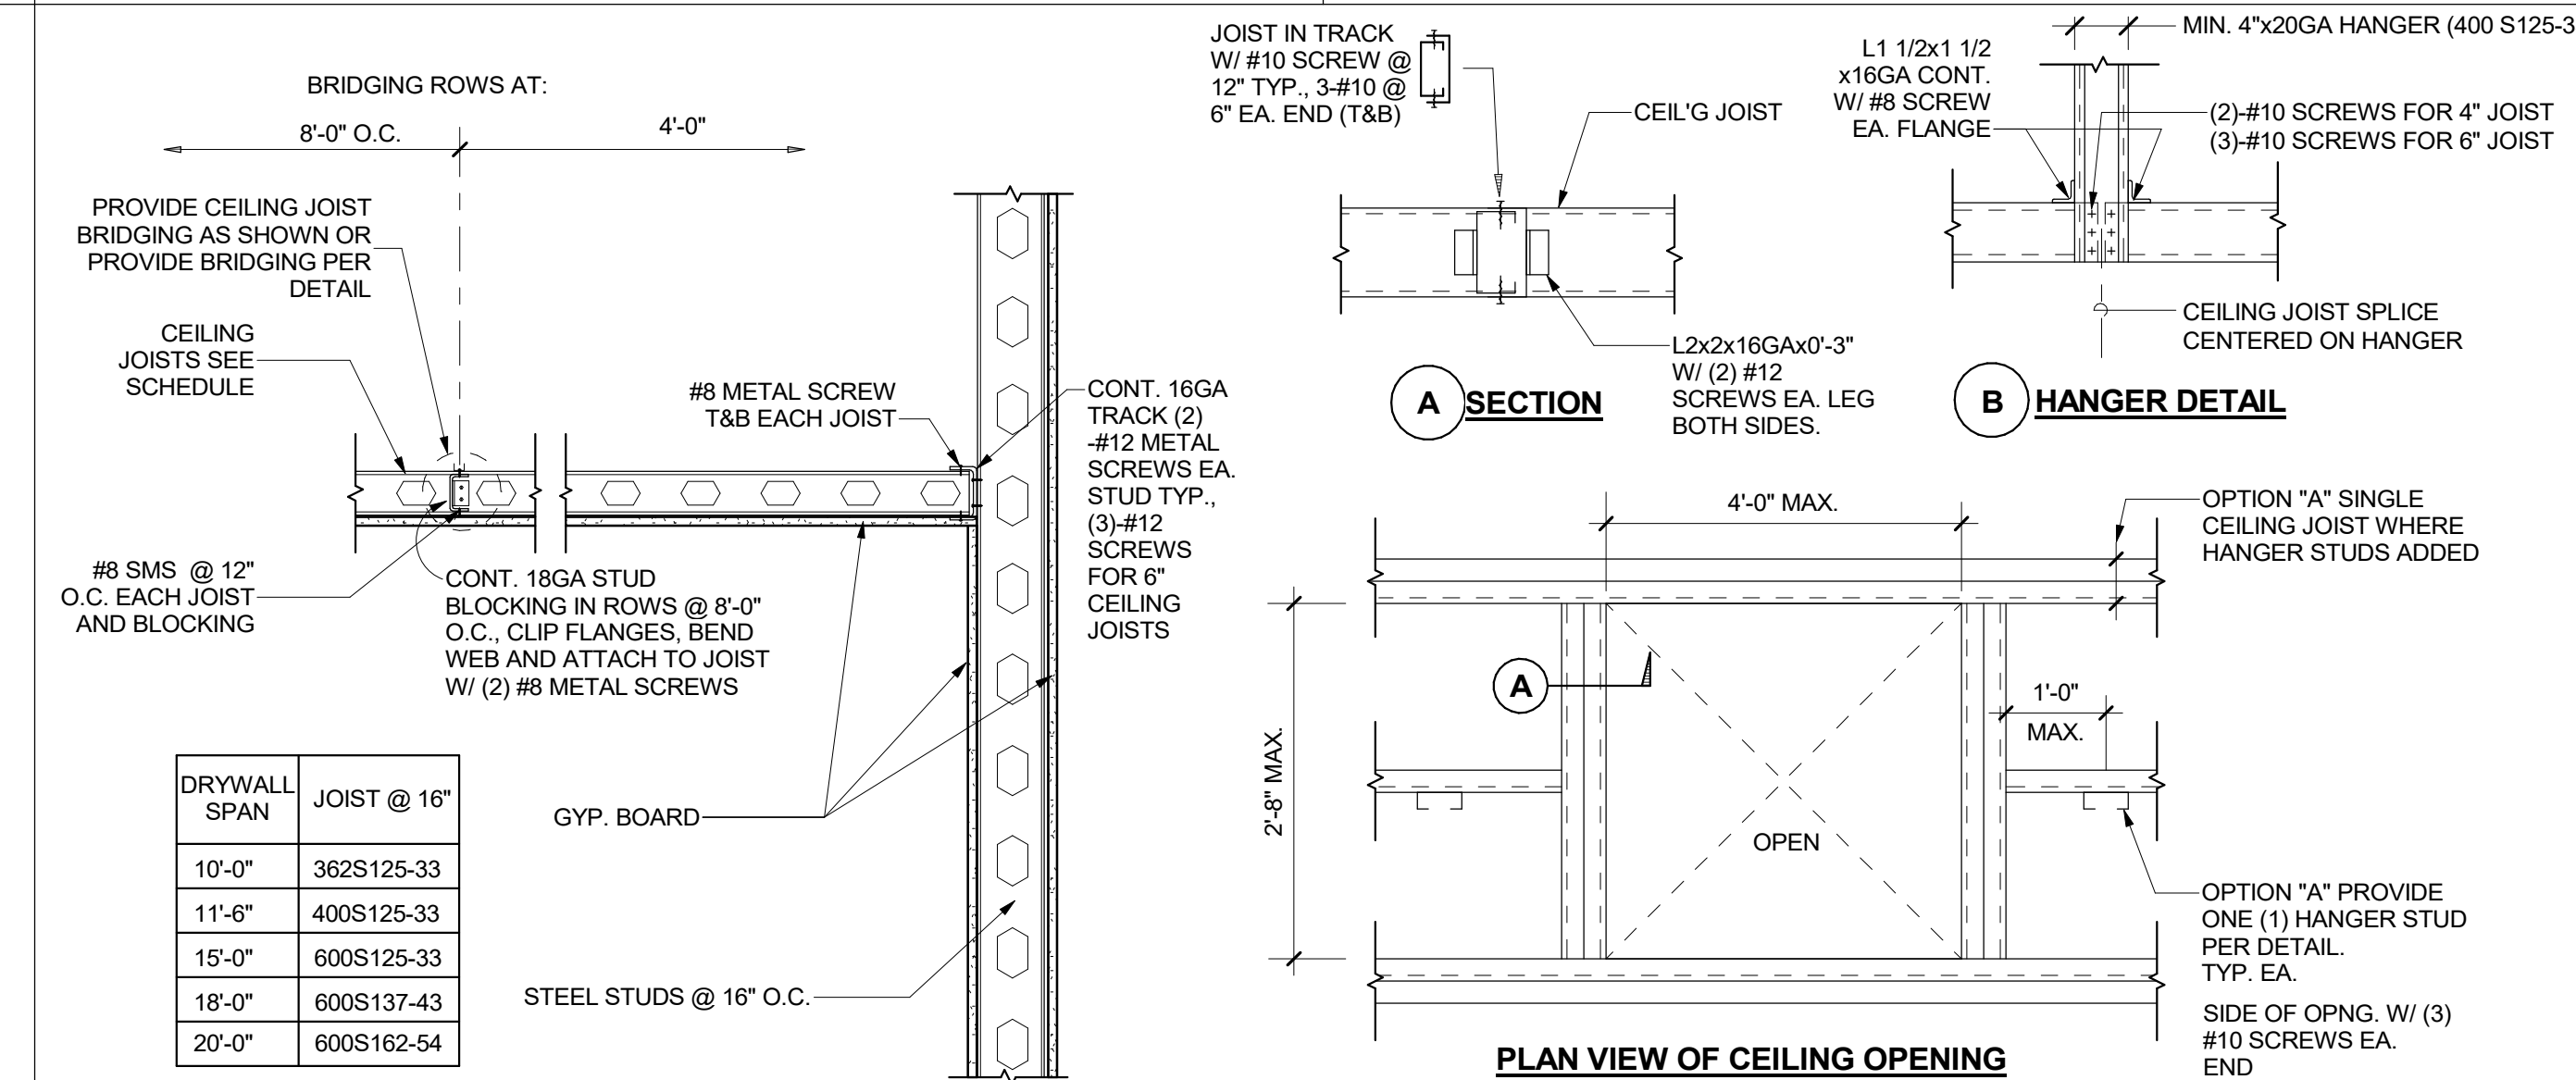 BRIDGING ROWS AT:
8'-0" O.C.
4'-0"
PROVIDE CEILING JOIST
BRIDGING AS SHOWN OR
PROVIDE BRIDGING PER
DETAIL
CEILING
JOISTS SEE
SCHEDULE
#8 METAL SCREW
T&B EACH JOIST
CONT. 16GA
TRACK (2)
-#12 METAL
SCREWS EA.
STUD TYP.,
(3)-#12
SCREWS
FOR 6"
CEILING
JOISTS
#8 SMS @ 12"
O.C. EACH JOIST
AND BLOCKING
CONT. 18GA STUD
BLOCKING IN ROWS @ 8'-0"
O.C., CLIP FLANGES, BEND
WEB AND ATTACH TO JOIST
W/ (2) #8 METAL SCREWS
DRYWALL
SPAN
JOIST @ 16"
10'-0" 362S125-33
11'-6" 400S125-33
15'-0" 600S125-33
18'-0" 600S137-43
20'-0" 600S162-54
GYP. BOARD
STEEL STUDS @ 16" O.C.
JOIST IN TRACK
W/ #10 SCREW @
12" TYP., 3-#10 @
6" EA. END (T&B)
CEIL'G JOIST
L2x2x16GAx0'-3"
W/ (2) #12
SCREWS EA. LEG
BOTH SIDES.
A SECTION
MIN. 4"x20GA HANGER (400 S125-3
L1 1/2x1 1/2
x16GA CONT.
W/ #8 SCREW
EA. FLANGE
(2)-#10 SCREWS FOR 4" JOIST
(3)-#10 SCREWS FOR 6" JOIST
CEILING JOIST SPLICE
CENTERED ON HANGER
B HANGER DETAIL
4'-0" MAX.
OPTION "A" SINGLE
CEILING JOIST WHERE
HANGER STUDS ADDED
A
1'-0"
MAX.
2'-8" MAX.
OPEN
OPTION "A" PROVIDE
ONE (1) HANGER STUD
PER DETAIL.
TYP. EA.
SIDE OF OPNG. W/ (3)
#10 SCREWS EA.
END
PLAN VIEW OF CEILING OPENING